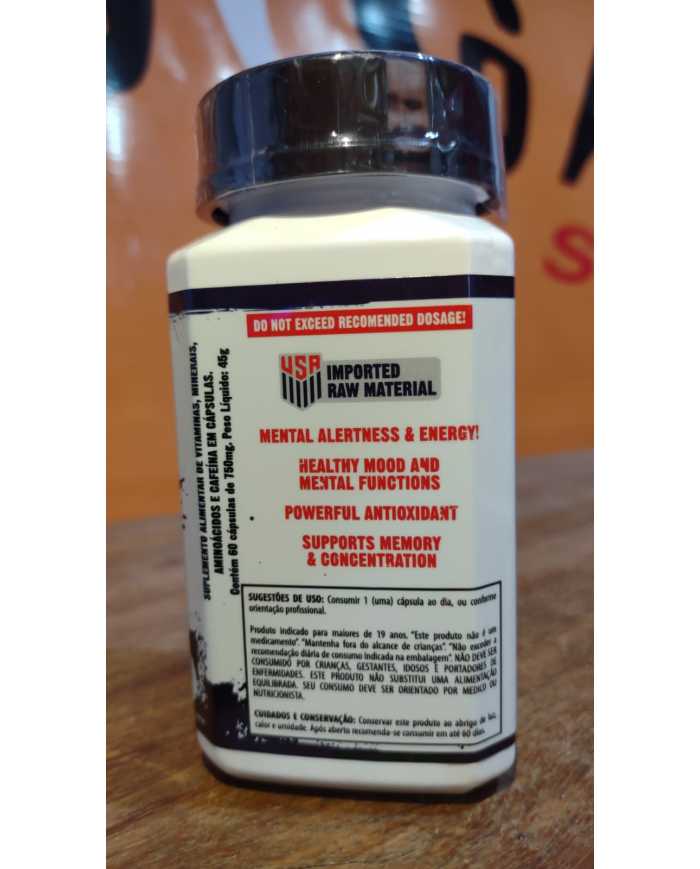 DO NOT EXCEED RECOMENDED DOSAGE!
USA
IMPORTED
RAW MATERIAL
MENTAL ALERTNESS & ENERGY!
HEALTHY MOOD AND
MENTAL FUNCTIONS
POWERFUL ANTIOXIDANT
SUPPORTS MEMORY
& CONCENTRATION
SUPLEMENTO ALIMENTAR DE VITAMINAS, MINERAIS,
AMINOÁCIDOS E CAFEÍNA EM CÁPSULAS.
Contém 60 cápsulas de 750mg. Peso Líquido: 45g
SUGESTÕES DE USO: Consumir 1 (uma) cápsula ao dia, ou conforme
orientação profissional.
Produto indicado para maiores de 19 anos. "Este produto não é um
medicamento". "Mantenha fora do alcance de crianças". "Não exceder a
recomendação diária de consumo indicada na embalagem". NÃO DEVE SER
CONSUMIDO POR CRIANÇAS, GESTANTES, IDOSOS E PORTADORES DE
ENFERMIDADES. ESTE PRODUTO NÃO SUBSTITUI UMA ALIMENTAÇÃO
EQUILIBRADA. SEU CONSUMO DEVE SER ORIENTADO POR MEDICO OU
NUTRICIONISTA.
CUIDADOS E CONSERVAÇÃO: Conservar este produto ao abrigo de luz,
calor e umidade. Após aberto recomenda-se consumir em até 60 dias.